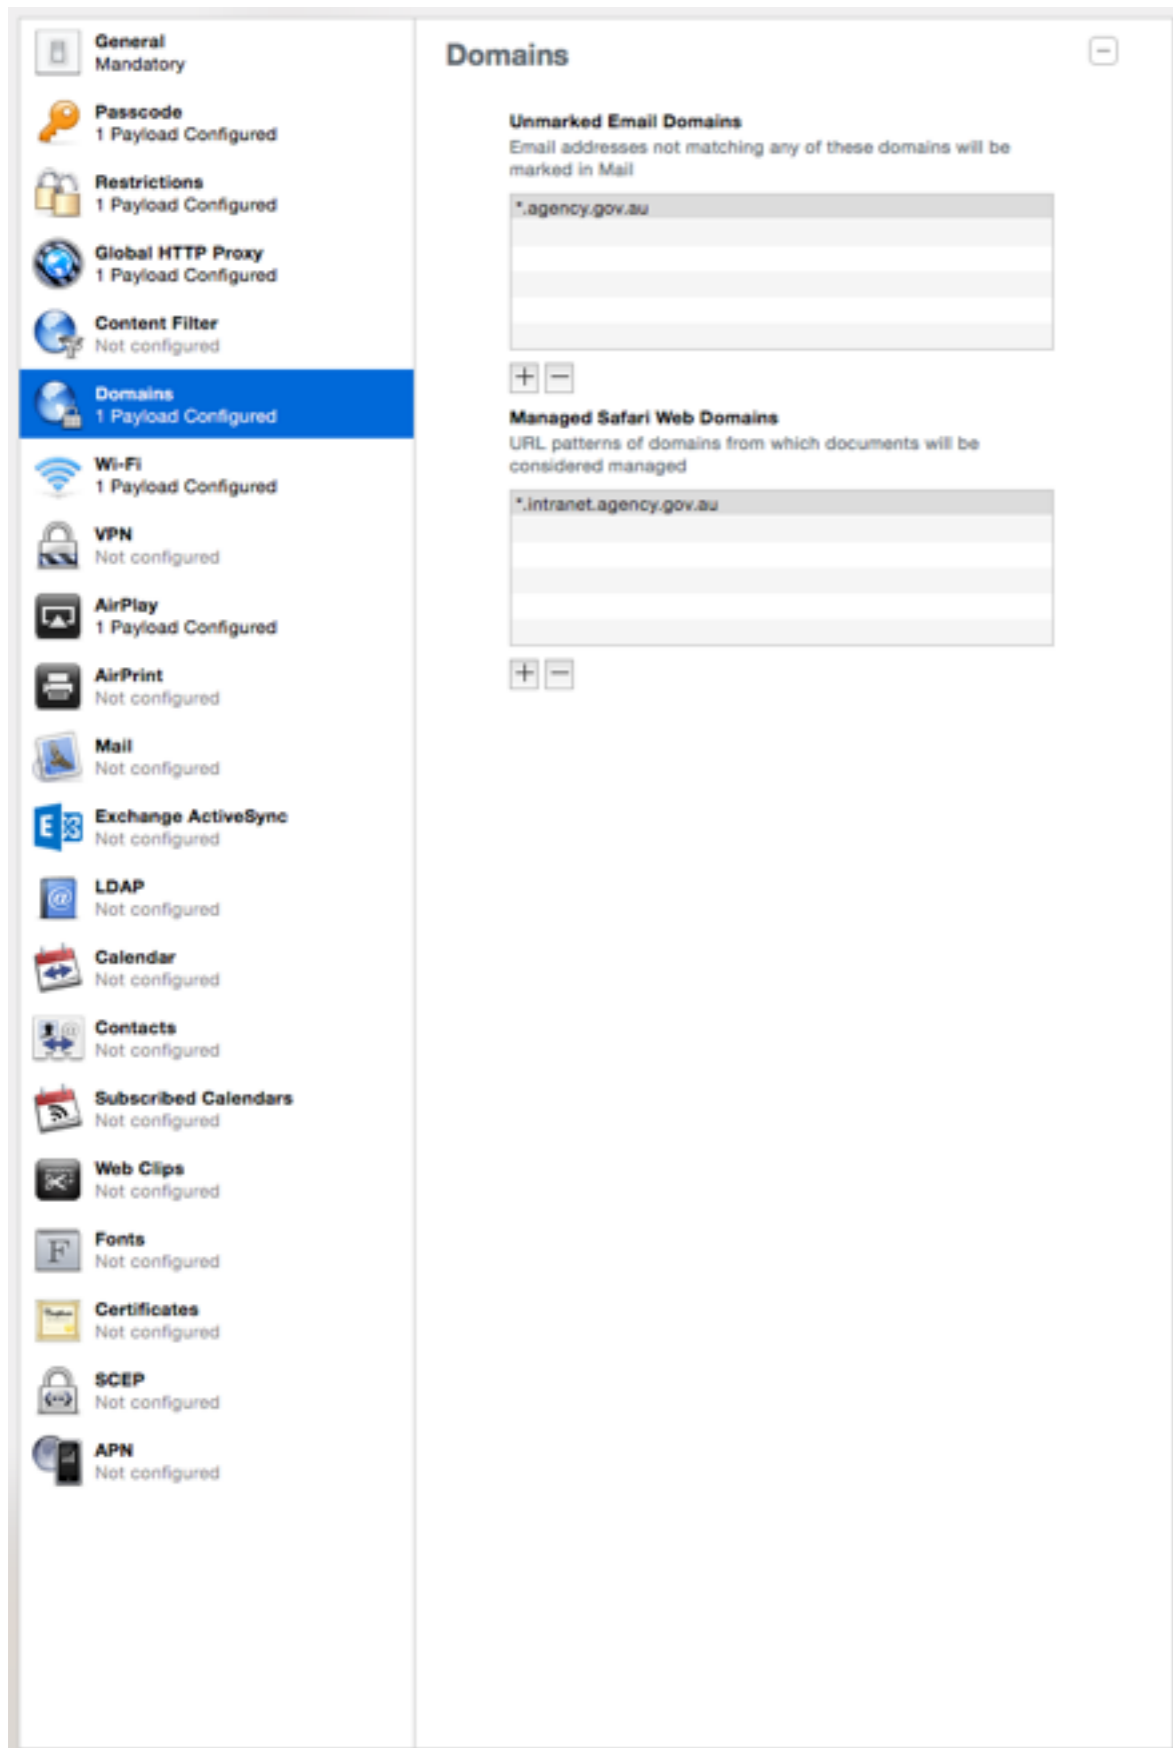 General
Mandatory
Passcode
1 Payload Configured
Restrictions
1 Payload Configured
Global HTTP Proxy
1 Payload Configured
Content Filter
Not configured
Domains
1 Payload Configured
Wi-Fi
1 Payload Configured
VPN
Not configured
AirPlay
1 Payload Configured
AirPrint
Not configured
Mail
Not configured
Exchange ActiveSync
Not configured
LDAP
Not configured
Calendar
Not configured
Contacts
Not configured
Subscribed Calendars
Not configured
Web Clips
Not configured
Fonts
Not configured
Certificates
Not configured
SCEP
Not configured
APN
Not configured
Domains
Unmarked Email Domains
Email addresses not matching any of these domains will be
marked in Mail
*.agency.gov.au
Managed Safari Web Domains
URL patterns of domains from which documents will be
considered managed
*.intranet.agency.gov.au